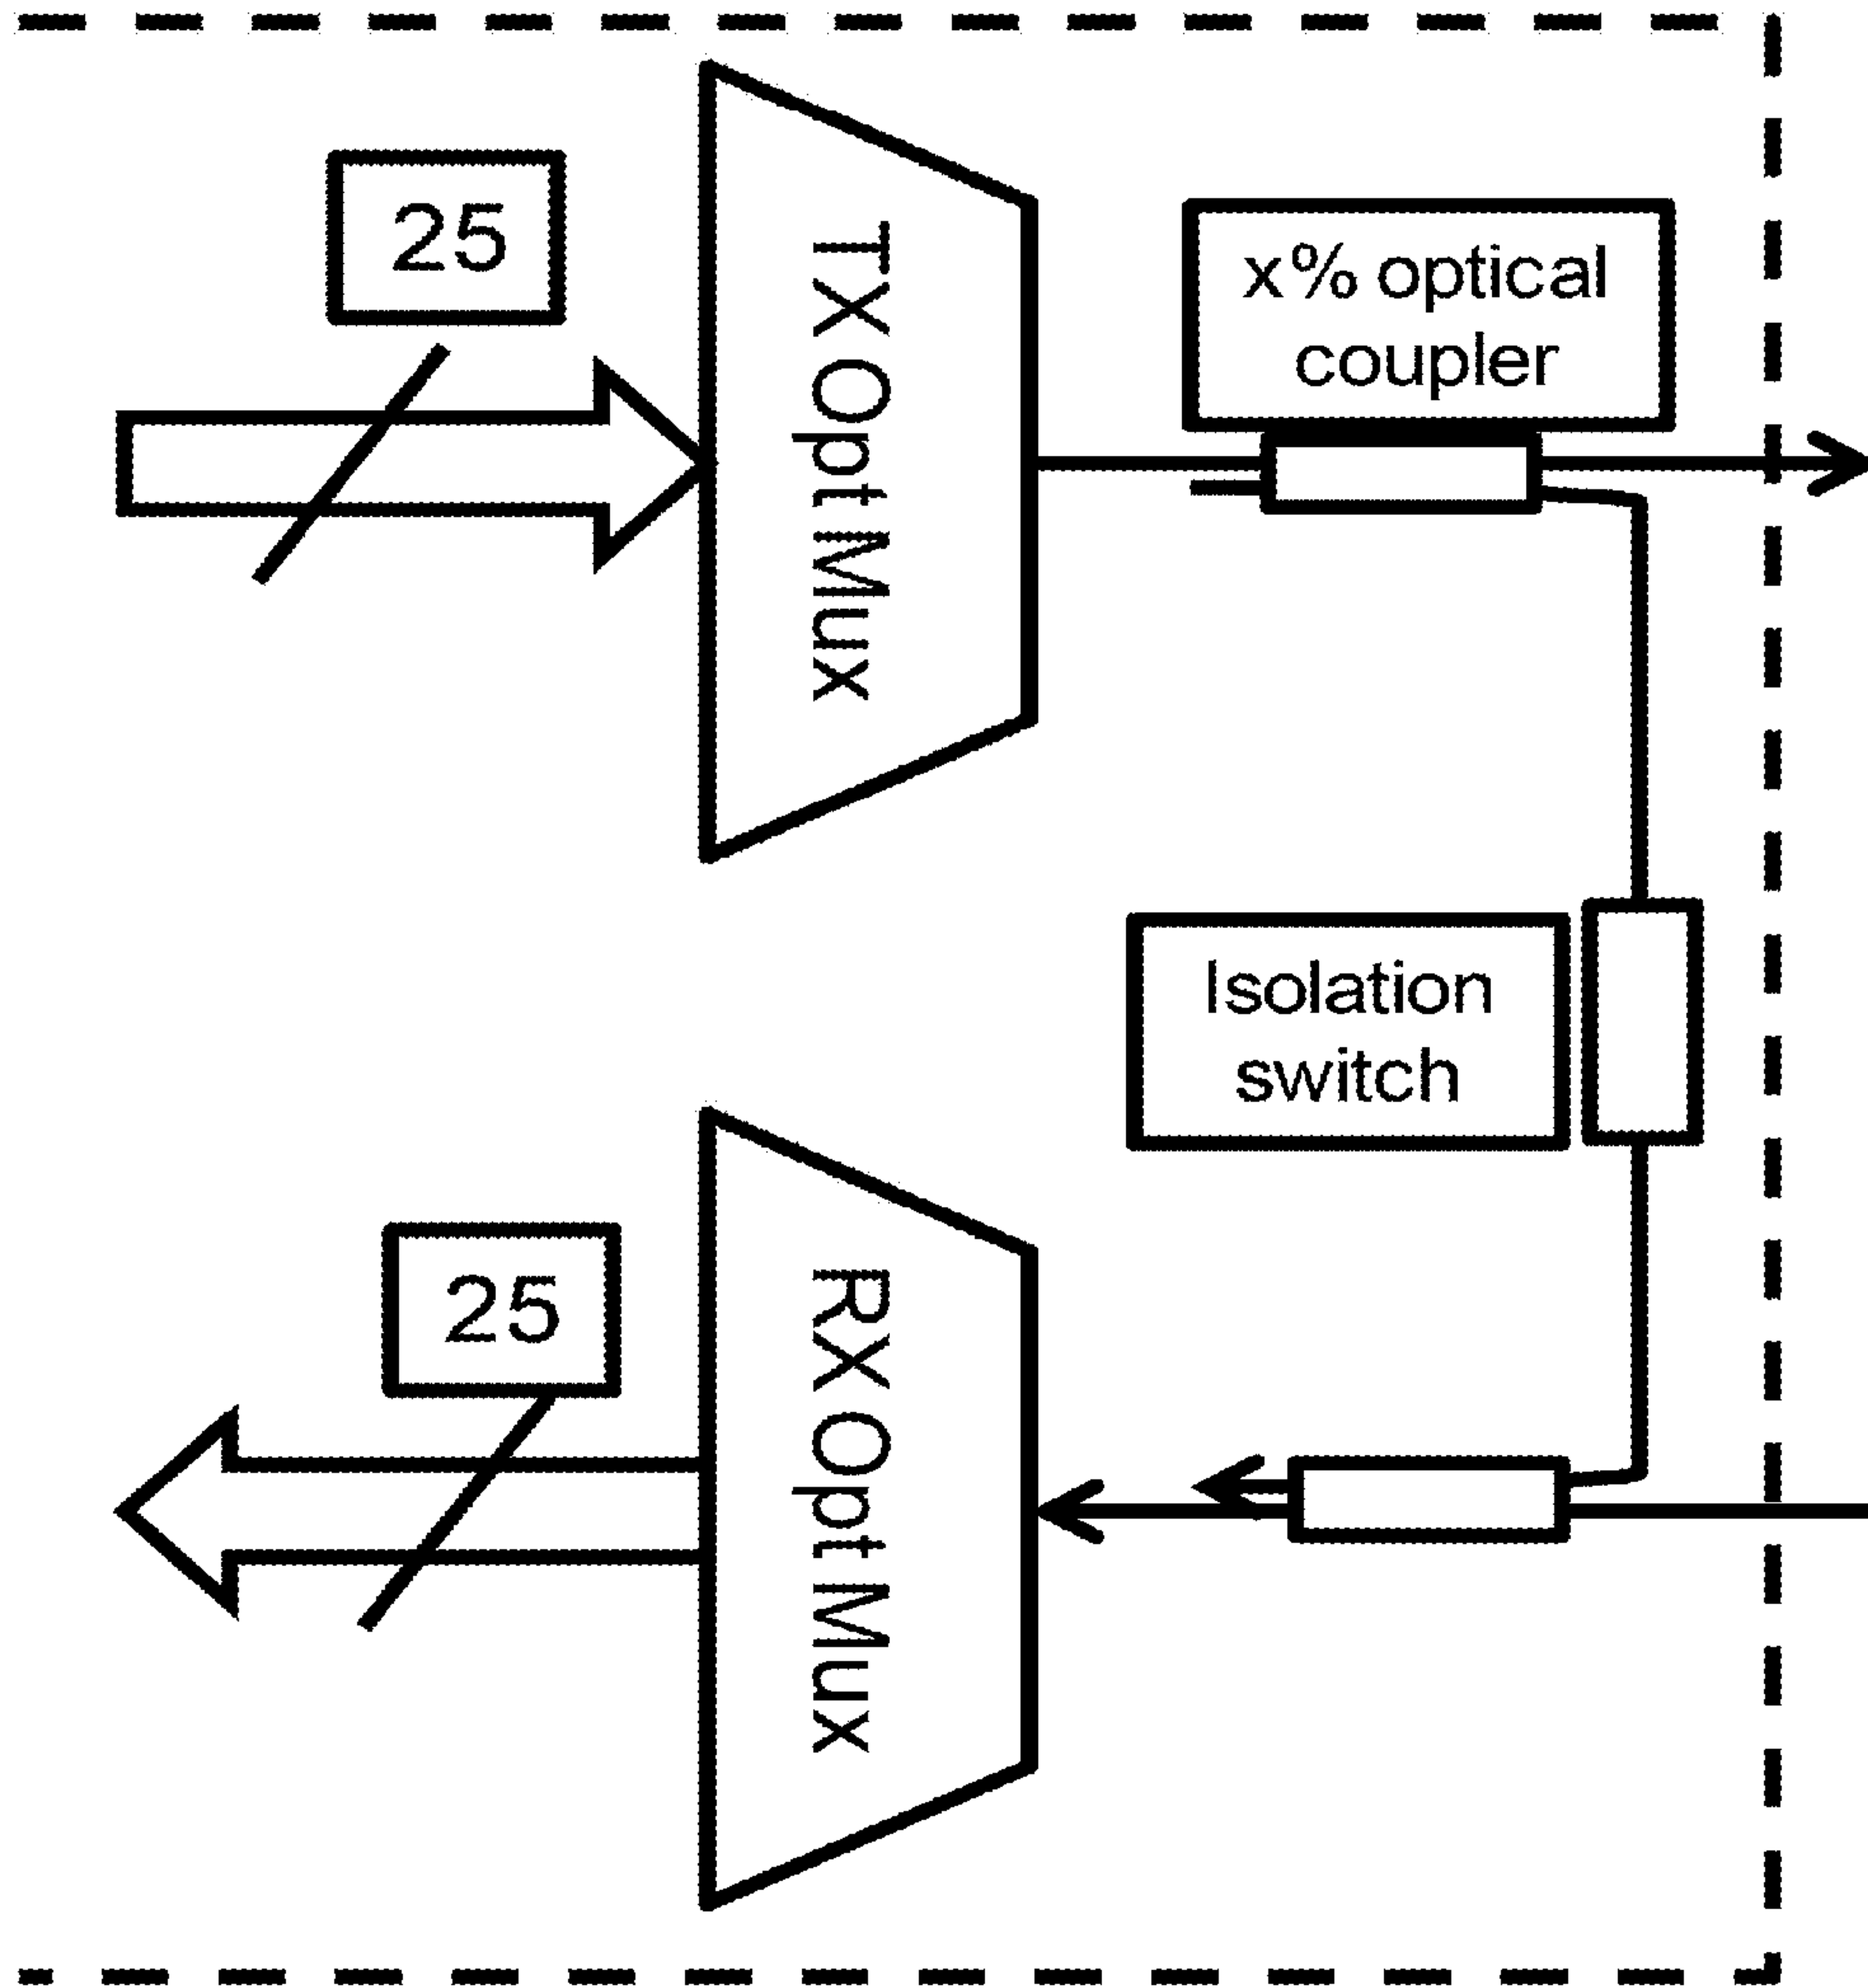 25
TX Opt Mux
x% optical
coupler
Isolation
switch
25
RX Opt Mux